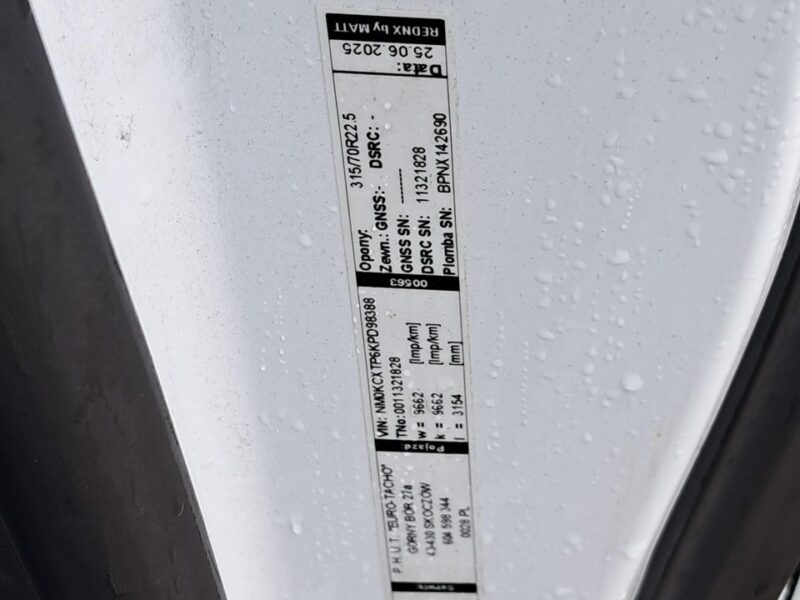 Serwis
P.H.U.T. "EURO-TACHO"
GÓRNY BÓR 27a
43-430 SKOCZÓW
604 598 344
0028 PL
Pojazd
VIN: NM0KCXTP6KPD98388
TNo: 0011321828
w = 9662 [Imp/km]
k = 9662 [Imp/km]
l = 3154 [mm]
00563
Opony: 315/70R22.5
Zewn.: GNSS:- DSRC: -
GNSS SN: --------
DSRC SN: 11321828
Plomba SN: BPNX142690
Data:
25.06.2025
REDNX by MATT